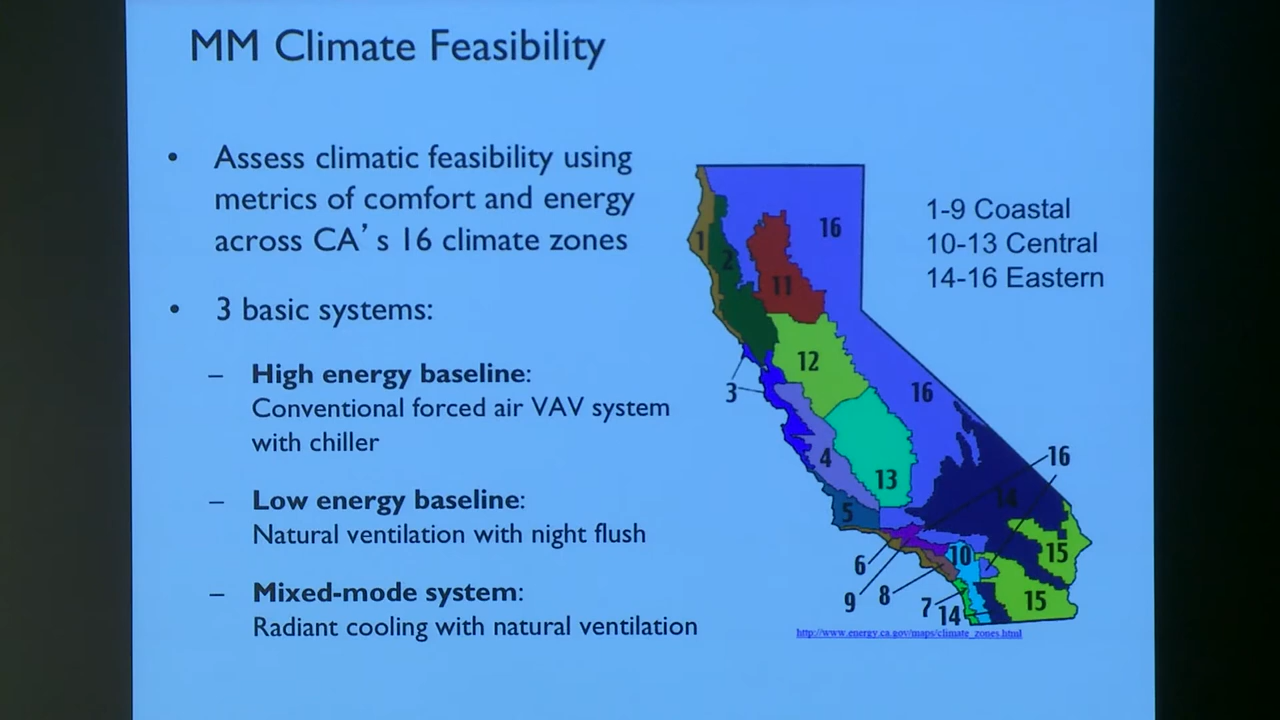 MM Climate Feasibility
• Assess climatic feasibility using
metrics of comfort and energy
across CA's 16 climate zones
• 3 basic systems:
– High energy baseline:
Conventional forced air VAV system
with chiller
– Low energy baseline:
Natural ventilation with night flush
– Mixed-mode system:
Radiant cooling with natural ventilation
1-9 Coastal
10-13 Central
14-16 Eastern
16
1
2
11
12
3
16
4
13
16
14
5
6
10
15
9
8
7
14
15
http://www.energy.ca.gov/maps/climate_zones.html